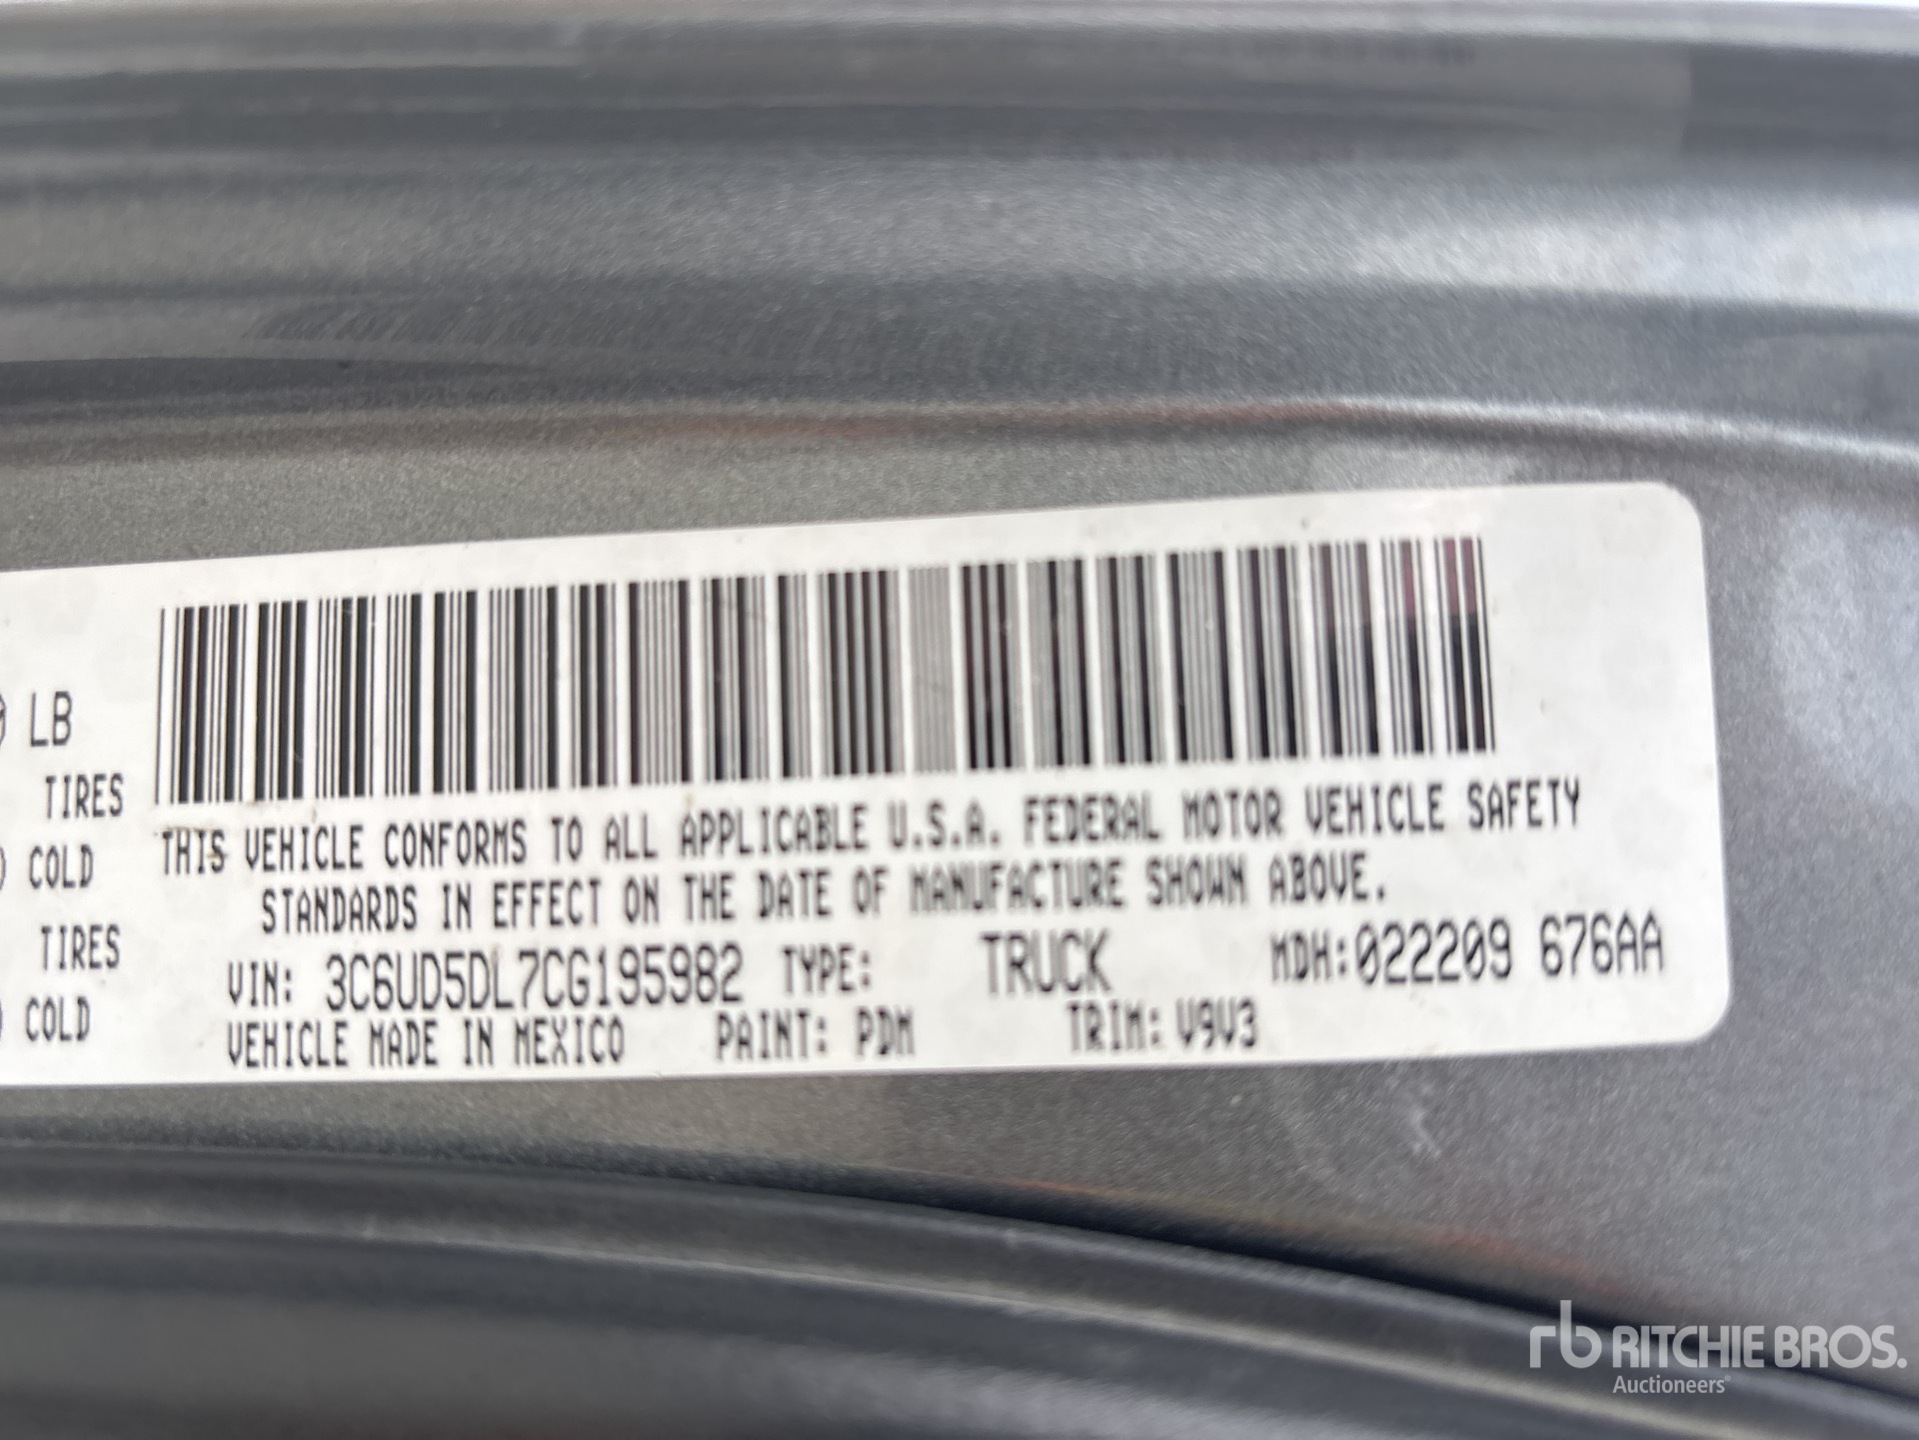 LB
TIRES
COLD
TIRES
COLD
THIS VEHICLE CONFORMS TO ALL APPLICABLE U.S.A. FEDERAL MOTOR VEHICLE SAFETY
STANDARDS IN EFFECT ON THE DATE OF MANUFACTURE SHOWN ABOVE.
VIN: 3C6UD5DL7CG195982 TYPE: TRUCK MDH:022209 676AA
VEHICLE MADE IN MEXICO PAINT: PDM TRIM: V9V3
rb RITCHIE BROS.
Auctioneers